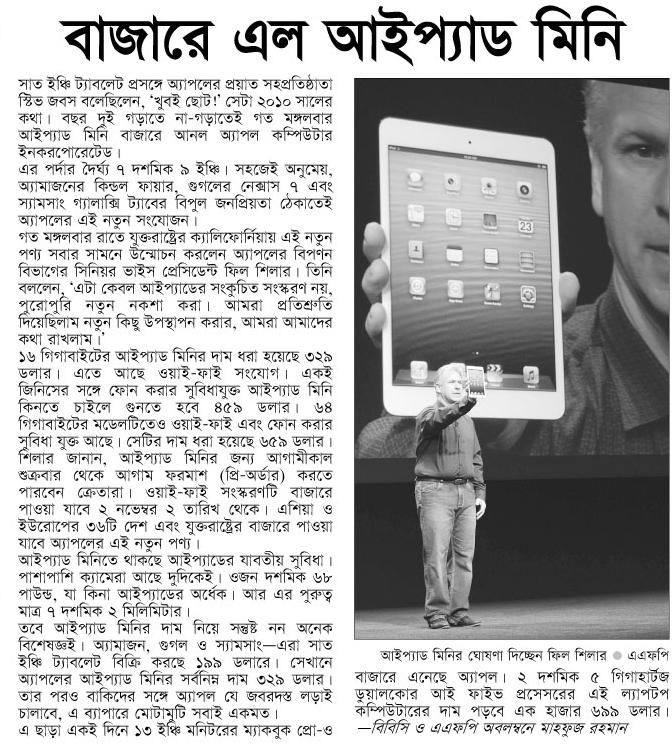 বাজারে এল আইপ্যাড মিনি
সাত ইঞ্চি ট্যাবলেট প্রসঙ্গে অ্যাপলের প্রয়াত সহপ্রতিষ্ঠাতা
স্টিভ জবস বলেছিলেন, ‘খুবই ছোট!’ সেটা ২০১০ সালের
কথা। বছর দুই গড়াতে না-গড়াতেই গত মঙ্গলবার
আইপ্যাড মিনি বাজারে আনল অ্যাপল কম্পিউটার
ইনকরপোরেটেড।
এর পর্দার দৈর্ঘ্য ৭ দশমিক ৯ ইঞ্চি। সহজেই অনুমেয়,
অ্যামাজনের কিন্ডল ফায়ার, গুগলের নেক্সাস ৭ এবং
স্যামসাং গ্যালাক্সি ট্যাবের বিপুল জনপ্রিয়তা ঠেকাতেই
অ্যাপলের এই নতুন সংযোজন।
গত মঙ্গলবার রাতে যুক্তরাষ্ট্রের ক্যালিফোর্নিয়ায় এই নতুন
পণ্য সবার সামনে উন্মোচন করলেন অ্যাপলের বিপণন
বিভাগের সিনিয়র ভাইস প্রেসিডেন্ট ফিল শিলার। তিনি
বললেন, ‘এটা কেবল আইপ্যাডের সংকুচিত সংস্করণ নয়,
পুরোপুরি নতুন নকশা করা। আমরা প্রতিশ্রুতি
দিয়েছিলাম নতুন কিছু উপস্থাপন করার, আমরা আমাদের
কথা রাখলাম।’
১৬ গিগাবাইটের আইপ্যাড মিনির দাম ধরা হয়েছে ৩২৯
ডলার। এতে আছে ওয়াই-ফাই সংযোগ। একই
জিনিসের সঙ্গে ফোন করার সুবিধাযুক্ত আইপ্যাড মিনি
কিনতে চাইলে গুনতে হবে ৪৫৯ ডলার। ৬৪
গিগাবাইটের মডেলটিতেও ওয়াই-ফাই এবং ফোন করার
সুবিধা যুক্ত আছে। সেটির দাম ধরা হয়েছে ৬৫৯ ডলার।
শিলার জানান, আইপ্যাড মিনির জন্য আগামীকাল
শুক্রবার থেকে আগাম ফরমাশ (প্রি-অর্ডার) করতে
পারবেন ক্রেতারা। ওয়াই-ফাই সংস্করণটি বাজারে
পাওয়া যাবে ২ নভেম্বর ২ তারিখ থেকে। এশিয়া ও
ইউরোপের ৩৬টি দেশ এবং যুক্তরাষ্ট্রের বাজারে পাওয়া
যাবে অ্যাপলের এই নতুন পণ্য।
আইপ্যাড মিনিতে থাকছে আইপ্যাডের যাবতীয় সুবিধা।
পাশাপাশি ক্যামেরা আছে দুদিকেই। ওজন দশমিক ৬৮
পাউন্ড, যা কিনা আইপ্যাডের অর্ধেক। আর এর পুরুত্ব
মাত্র ৭ দশমিক ২ মিলিমিটার।
তবে আইপ্যাড মিনির দাম নিয়ে সন্তুষ্ট নন অনেক
বিশেষজ্ঞই। অ্যামাজন, গুগল ও স্যামসাং—এরা সাত
ইঞ্চি ট্যাবলেট বিক্রি করছে ১৯৯ ডলারে। সেখানে
অ্যাপলের আইপ্যাড মিনির সর্বনিম্ন দাম ৩২৯ ডলার।
তার পরও বাকিদের সঙ্গে অ্যাপল যে জবরদস্ত লড়াই
চালাবে, এ ব্যাপারে মোটামুটি সবাই একমত।
এ ছাড়া একই দিনে ১৩ ইঞ্চি মনিটরের ম্যাকবুক প্রো-ও
আইপ্যাড মিনির ঘোষণা দিচ্ছেন ফিল শিলার ● এএফপি
বাজারে এনেছে অ্যাপল। ২ দশমিক ৫ গিগাহার্টজ
ডুয়ালকোর আই ফাইভ প্রসেসরের এই ল্যাপটপ
কম্পিউটারের দাম পড়বে এক হাজার ৬৯৯ ডলার।
—বিবিসি ও এএফপি অবলম্বনে মাহফুজ রহমান